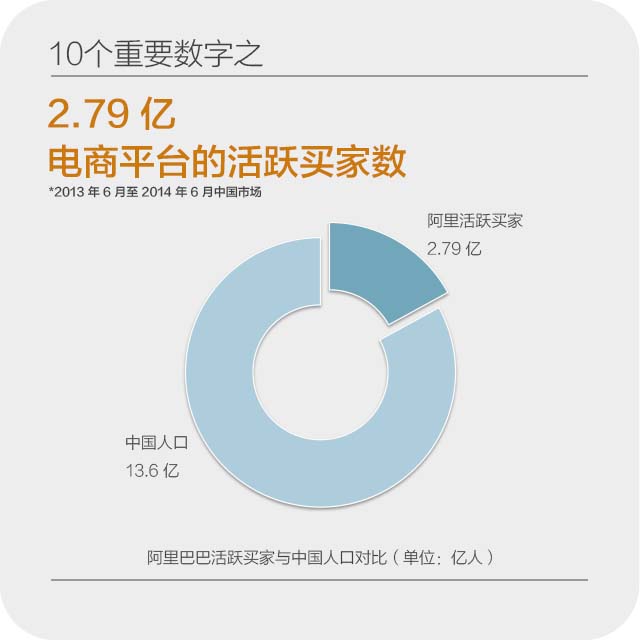 10个重要数字之
2.79 亿
电商平台的活跃买家数
*2013 年 6 月至 2014 年 6 月中国市场
阿里活跃买家
2.79 亿
中国人口
13.6 亿
阿里巴巴活跃买家与中国人口对比（单位：亿人）